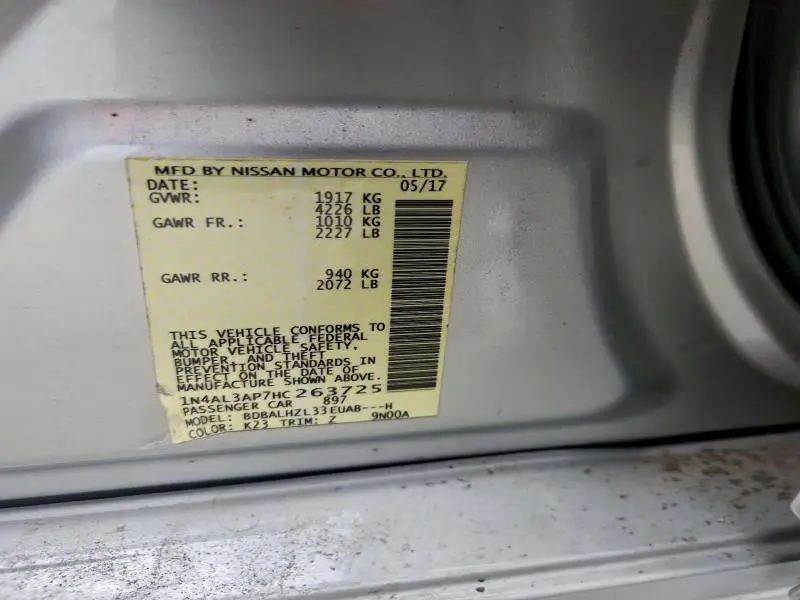 MFD BY NISSAN MOTOR CO., LTD.
DATE: 05/17
GVWR: 1917 KG
4226 LB
GAWR FR.: 1010 KG
2227 LB
GAWR RR.: 940 KG
2072 LB
THIS VEHICLE CONFORMS TO
ALL APPLICABLE FEDERAL
MOTOR VEHICLE SAFETY,
BUMPER, AND THEFT
PREVENTION STANDARDS IN
EFFECT ON THE DATE OF
MANUFACTURE SHOWN ABOVE.
1N4AL3AP7HC263725
PASSENGER CAR 897
MODEL: BDBALHZL33EUAB---H
COLOR: K23 TRIM: Z 9N00A